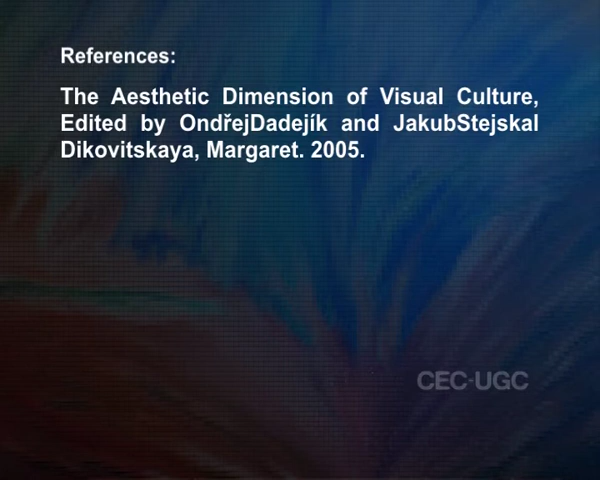 References:
The Aesthetic Dimension of Visual Culture,
Edited by OndřejDadejík and JakubStejskal
Dikovitskaya, Margaret. 2005.
CEC-UGC